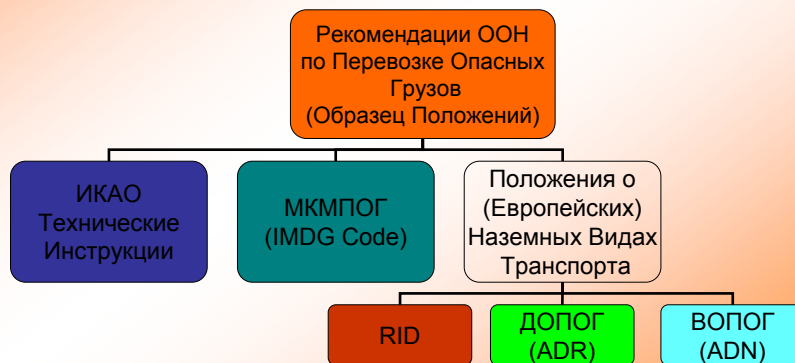 Рекомендации ООН
по Перевозке Опасных
Грузов
(Образец Положений)
ИКАО
Технические
Инструкции
МКМПОГ
(IMDG Code)
Положения о
(Европейских)
Наземных Видах
Транспорта
RID
ДОПОГ
(ADR)
ВОПОГ
(ADN)